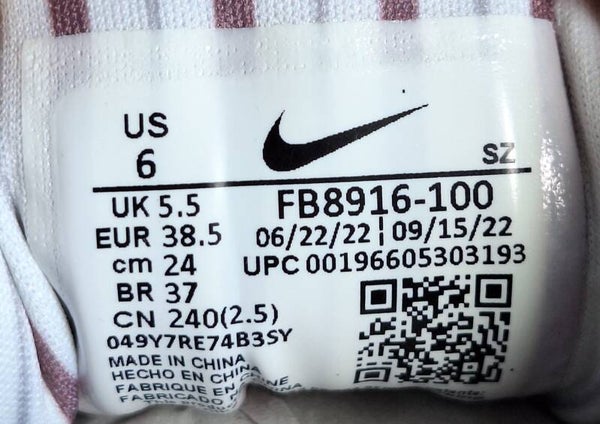 US
6
SZ
UK 5.5
EUR 38.5
cm 24
BR 37
CN 240(2.5)
FB8916-100
06/22/22 ¦ 09/15/22
UPC 00196605303193
049Y7RE74B3SY
MADE IN CHINA
HECHO EN CHINA
FABRIQUE EN CHINE
FABRICADO